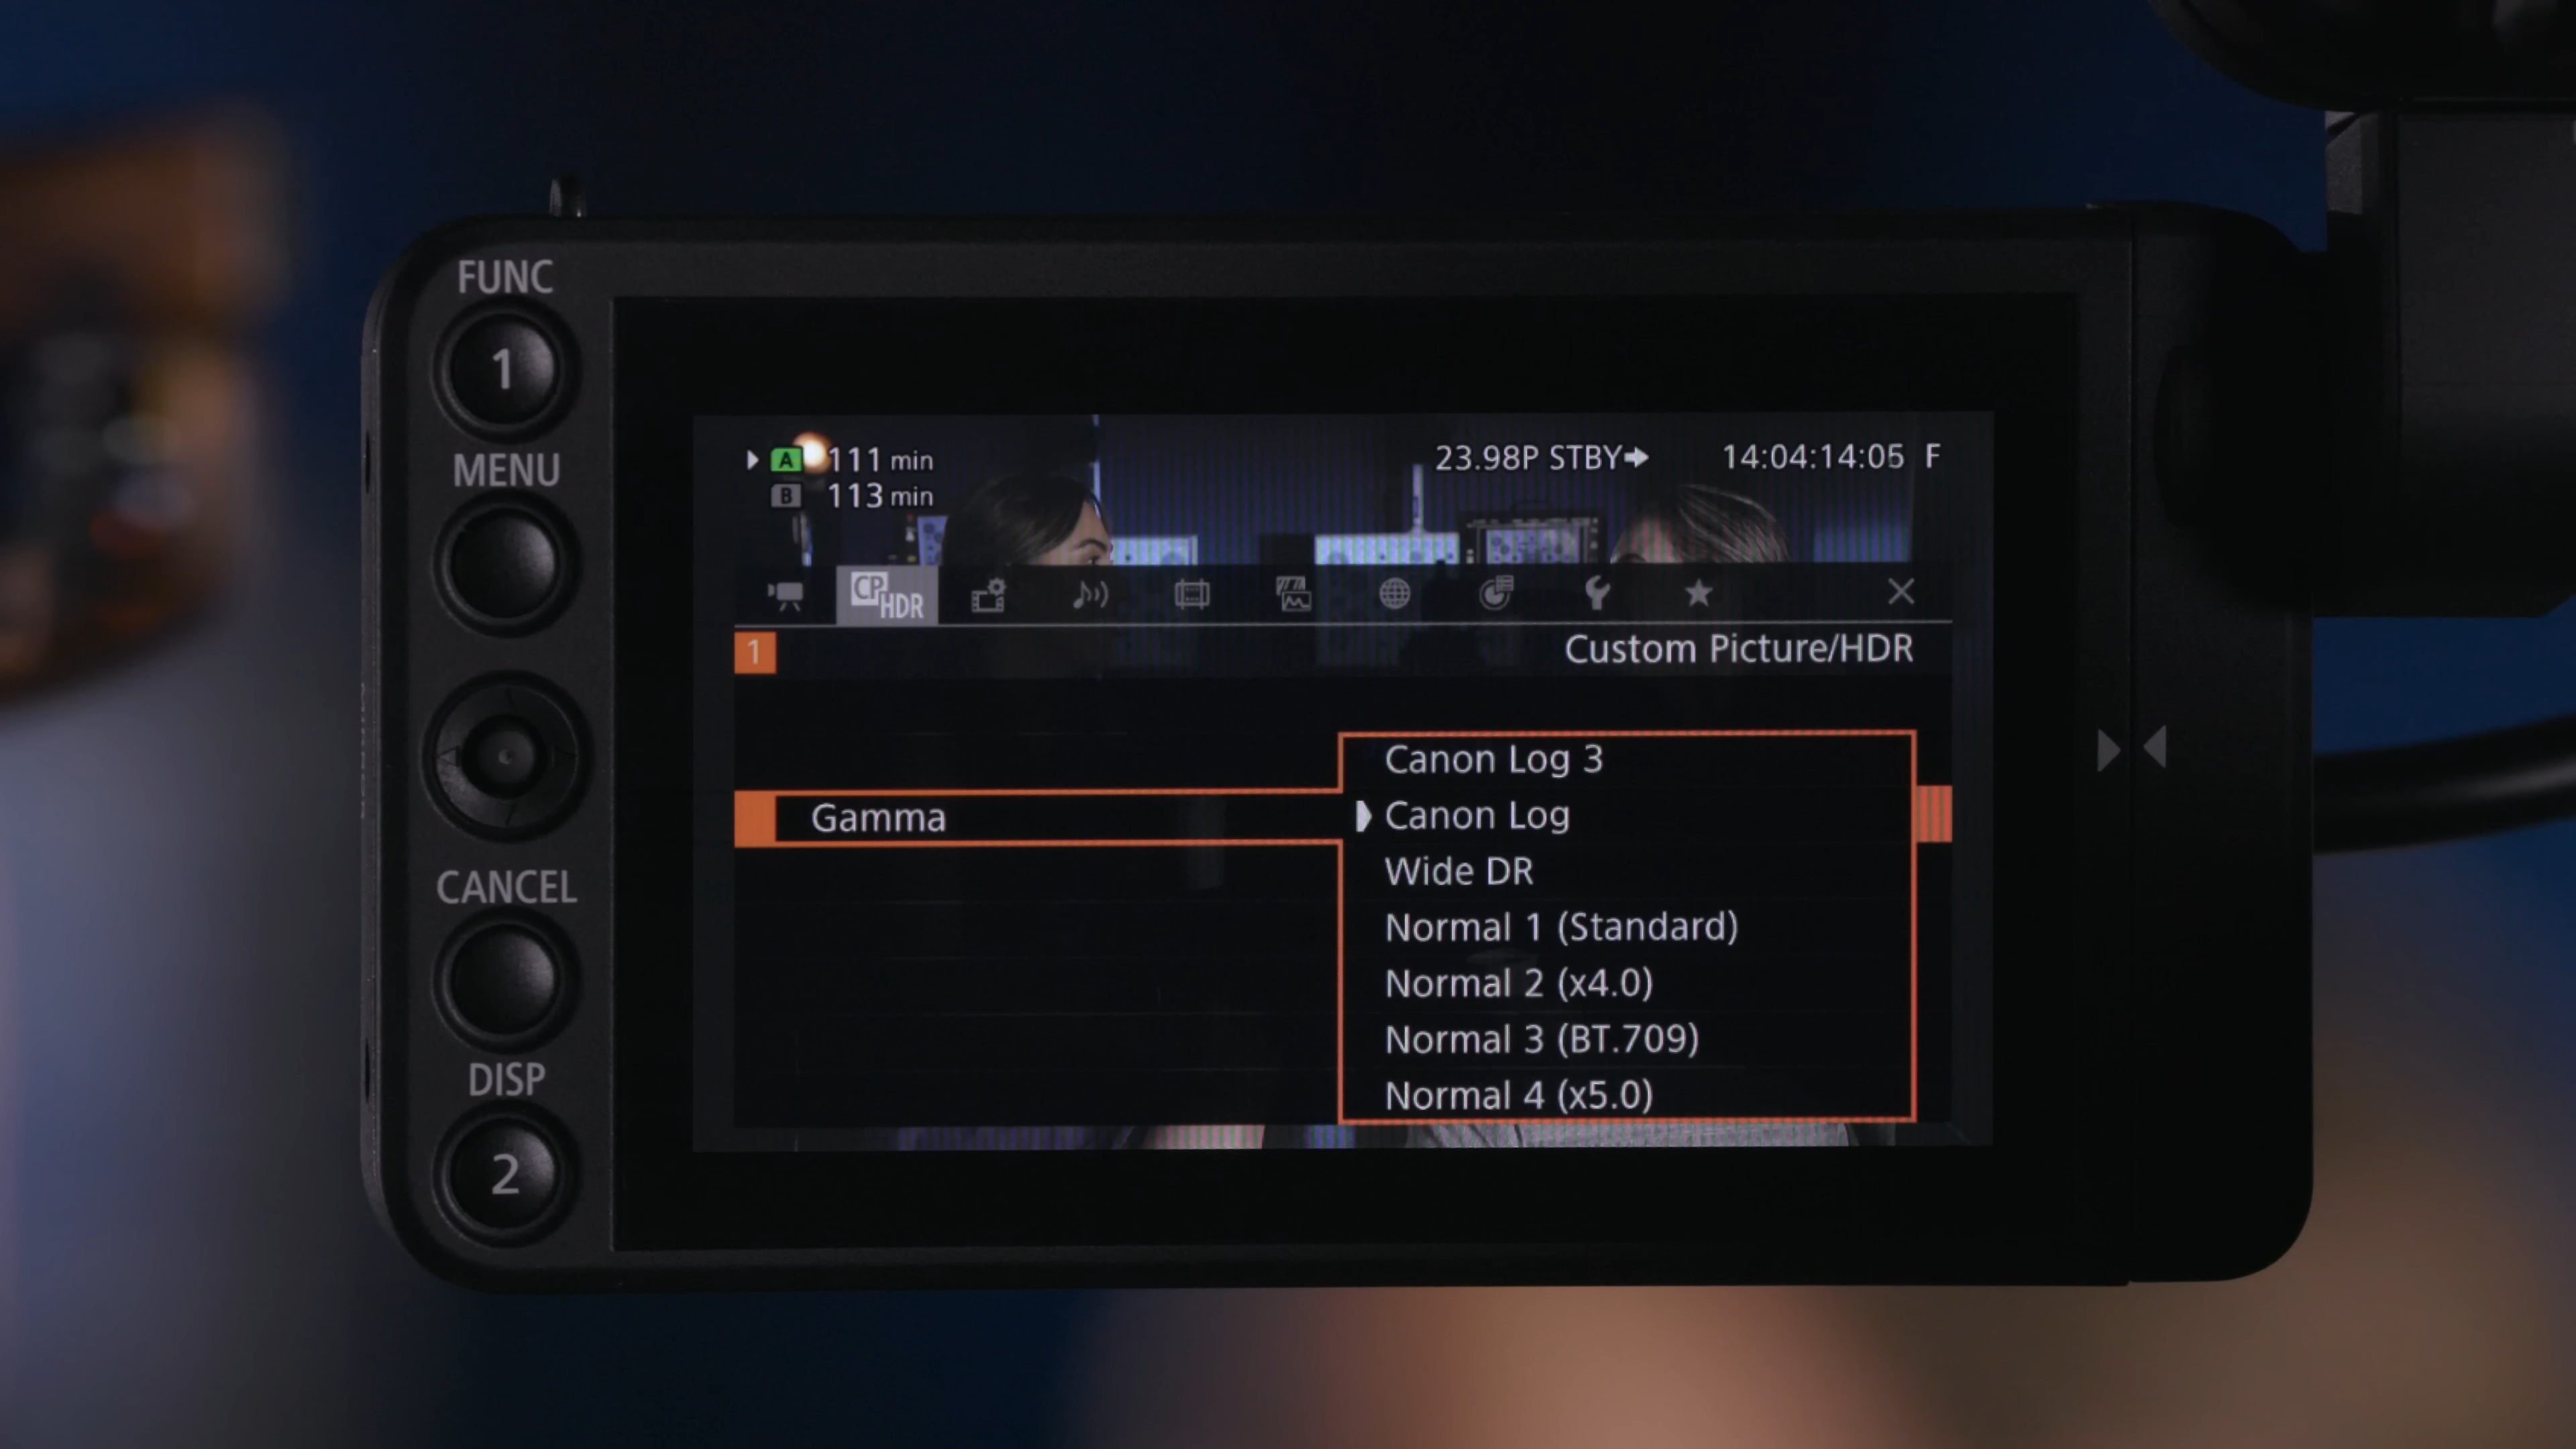 FUNC
1
MENU
CANCEL
DISP
2
A 111 min
B 113 min
23.98P STBY
14:04:14:05 F
CP HDR
1
Custom Picture/HDR
Gamma
Canon Log 3
Canon Log
Wide DR
Normal 1 (Standard)
Normal 2 (x4.0)
Normal 3 (BT.709)
Normal 4 (x5.0)